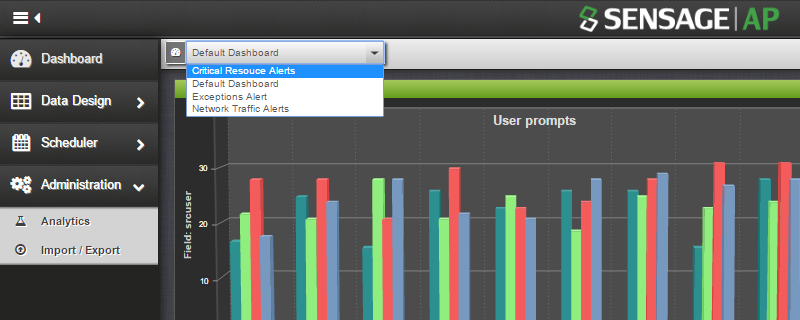 SENSAGE AP
Dashboard
Default Dashboard
Critical Resouce Alerts
Default Dashboard
Exceptions Alert
Network Traffic Alerts
Data Design
Scheduler
Administration
Analytics
Import / Export
User prompts
Field: srcuser
30
20
10